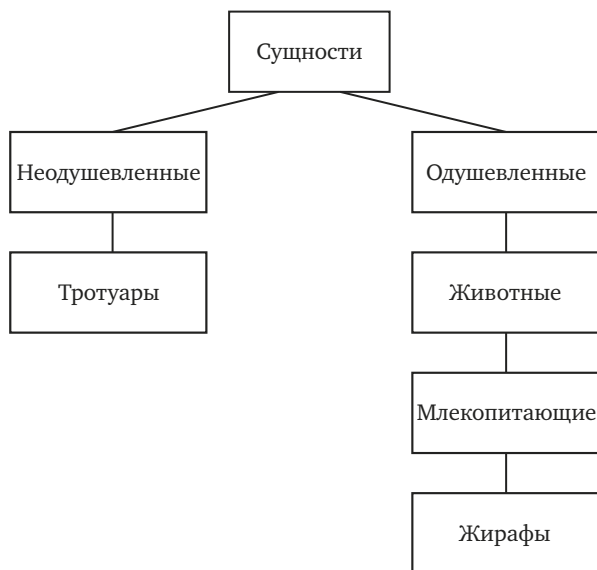 Сущности
Неодушевленные
Одушевленные
Тротуары
Животные
Млекопитающие
Жирафы